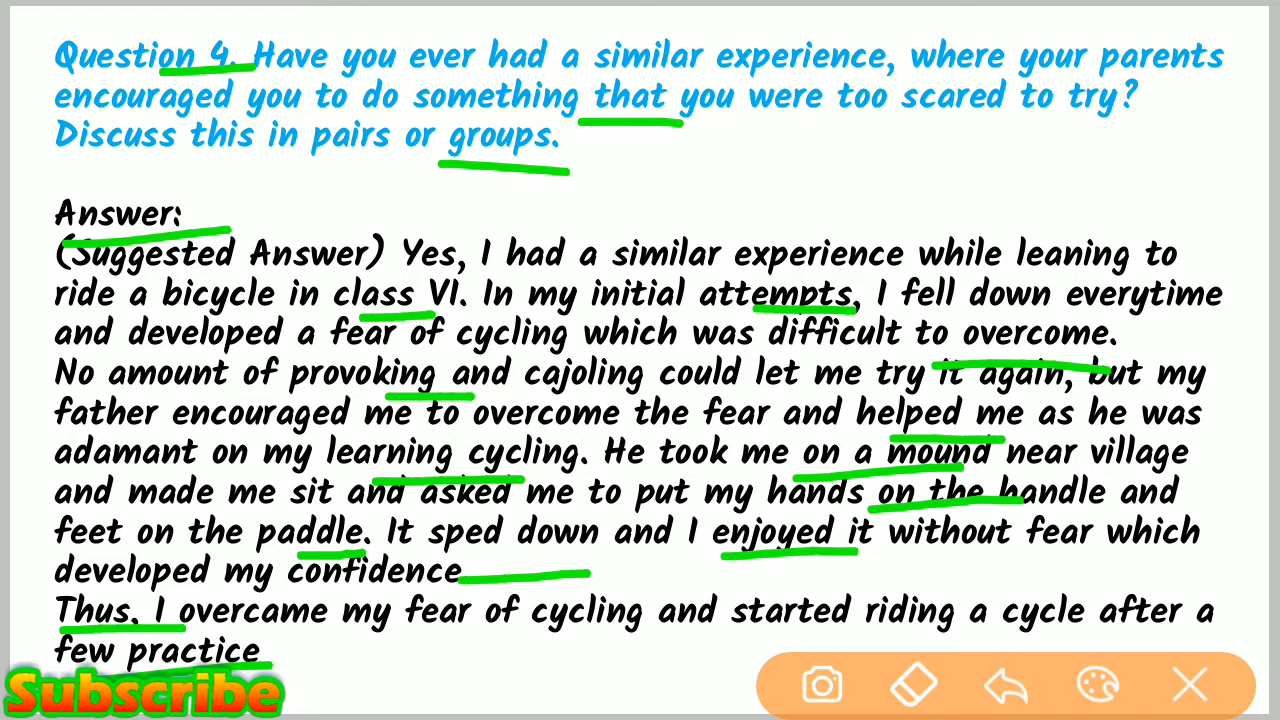 Question 4. Have you ever had a similar experience, where your parents
encouraged you to do something that you were too scared to try?
Discuss this in pairs or groups.
Answer:
(Suggested Answer) Yes, I had a similar experience while leaning to
ride a bicycle in class VI. In my initial attempts, I fell down everytime
and developed a fear of cycling which was difficult to overcome.
No amount of provoking and cajoling could let me try it again, but my
father encouraged me to overcome the fear and helped me as he was
adamant on my learning cycling. He took me on a mound near village
and made me sit and asked me to put my hands on the handle and
feet on the paddle. It sped down and I enjoyed it without fear which
developed my confidence
Thus, I overcame my fear of cycling and started riding a cycle after a
few practice
Subscribe